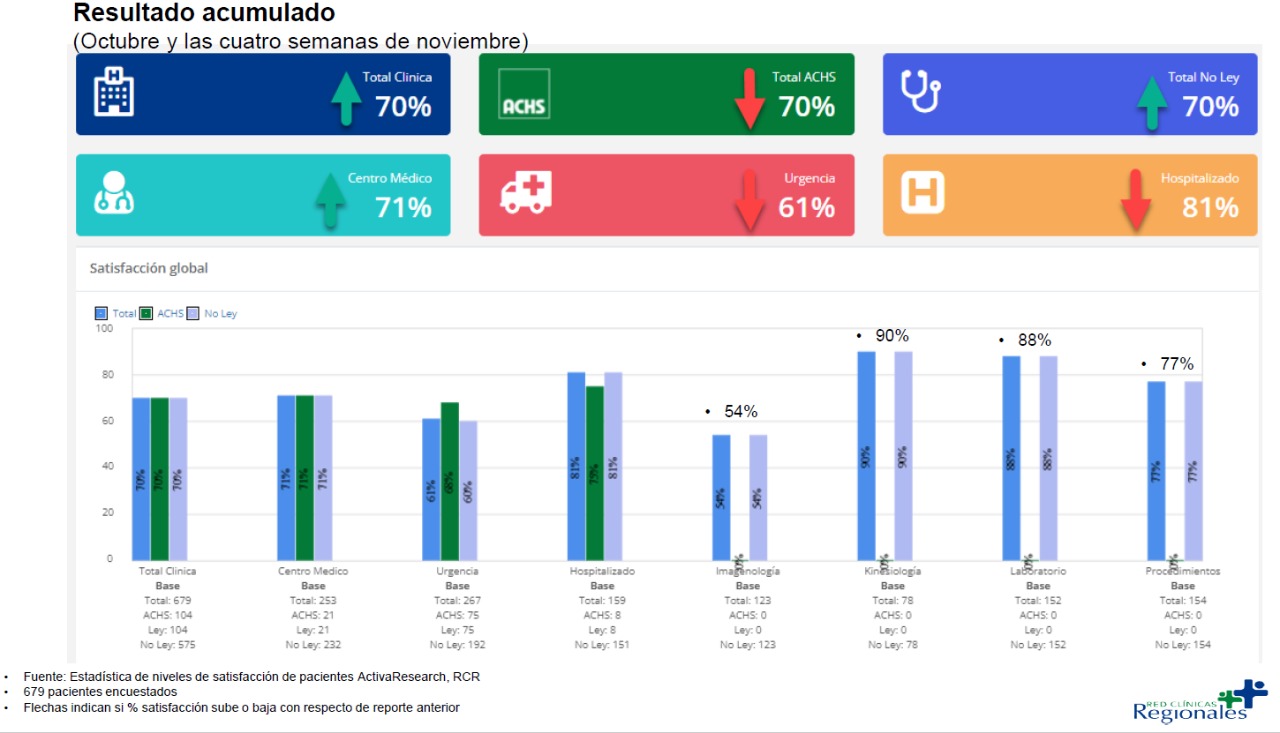 Resultado acumulado
(Octubre y las cuatro semanas de noviembre)
Total Clinica
70%
ACHS
Total ACHS
70%
Total No Ley
70%
Centro Médico
71%
Urgencia
61%
H
Hospitalizado
81%
Satisfacción global
Total ACHS No Ley
100
80
60
40
20
0
• 54%
• 90%
• 88%
• 77%
70% 70% 70%
71% 71% 71%
61% 68% 60%
81% 75% 81%
54% 0% 54%
90% 0% 90%
88% 0% 88%
77% 0% 77%
Total Clinica
Base
Total: 679
ACHS: 104
Ley: 104
No Ley: 575
Centro Medico
Base
Total: 253
ACHS: 21
Ley: 21
No Ley: 232
Urgencia
Base
Total: 267
ACHS: 75
Ley: 75
No Ley: 192
Hospitalizado
Base
Total: 159
ACHS: 8
Ley: 8
No Ley: 151
Imagenología
Base
Total: 123
ACHS: 0
Ley: 0
No Ley: 123
Kinesiología
Base
Total: 78
ACHS: 0
Ley: 0
No Ley: 78
Laboratorio
Base
Total: 152
ACHS: 0
Ley: 0
No Ley: 152
Procedimientos
Base
Total: 154
ACHS: 0
Ley: 0
No Ley: 154
• Fuente: Estadística de niveles de satisfacción de pacientes ActivaResearch, RCR
• 679 pacientes encuestados
• Flechas indican si % satisfacción sube o baja con respecto de reporte anterior
RED CLÍNICAS
Regionales